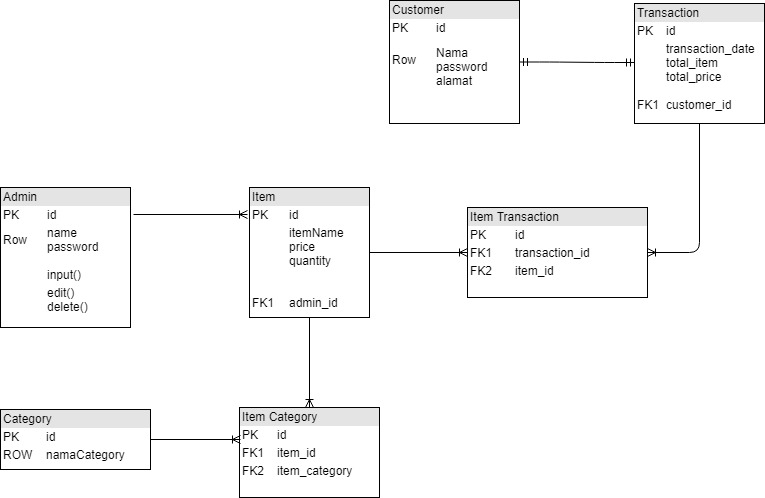 Customer
PK id
Row Nama
password
alamat
Transaction
PK id
transaction_date
total_item
total_price
FK1 customer_id
Admin
PK id
Row name
password
input()
edit()
delete()
Item
PK id
itemName
price
quantity
FK1 admin_id
Item Transaction
PK id
FK1 transaction_id
FK2 item_id
Category
PK id
ROW namaCategory
Item Category
PK id
FK1 item_id
FK2 item_category